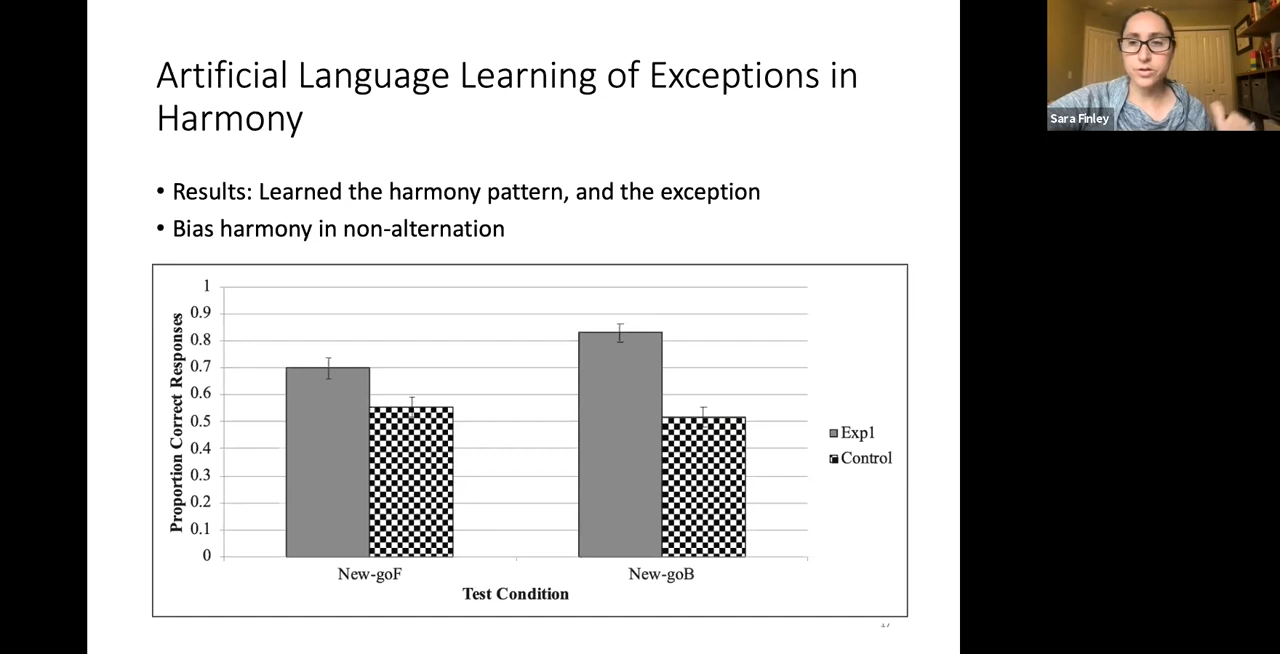 Artificial Language Learning of Exceptions in
Harmony
• Results: Learned the harmony pattern, and the exception
• Bias harmony in non-alternation
1
0.9
0.8
0.7
0.6
0.5
0.4
0.3
0.2
0.1
0
Proportion Correct Responses
New-goF
New-goB
Test Condition
Exp1
Control
17
Sara Finley